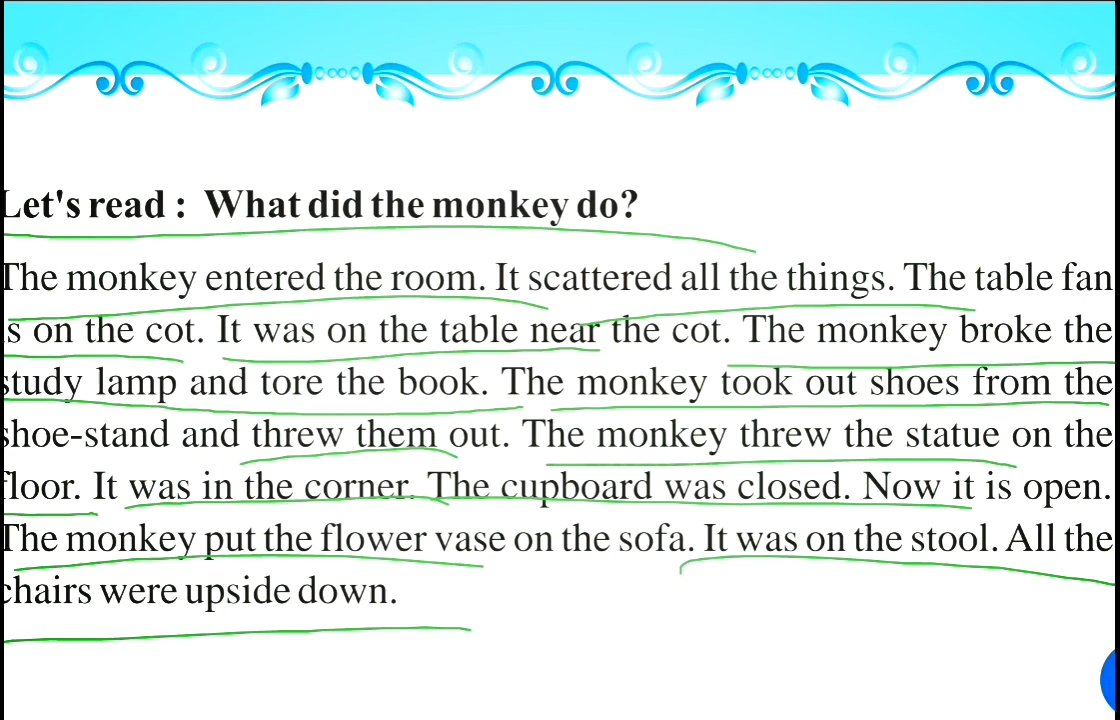 Let's read : What did the monkey do?
The monkey entered the room. It scattered all the things. The table fan
is on the cot. It was on the table near the cot. The monkey broke the
study lamp and tore the book. The monkey took out shoes from the
shoe-stand and threw them out. The monkey threw the statue on the
floor. It was in the corner. The cupboard was closed. Now it is open.
The monkey put the flower vase on the sofa. It was on the stool. All the
chairs were upside down.